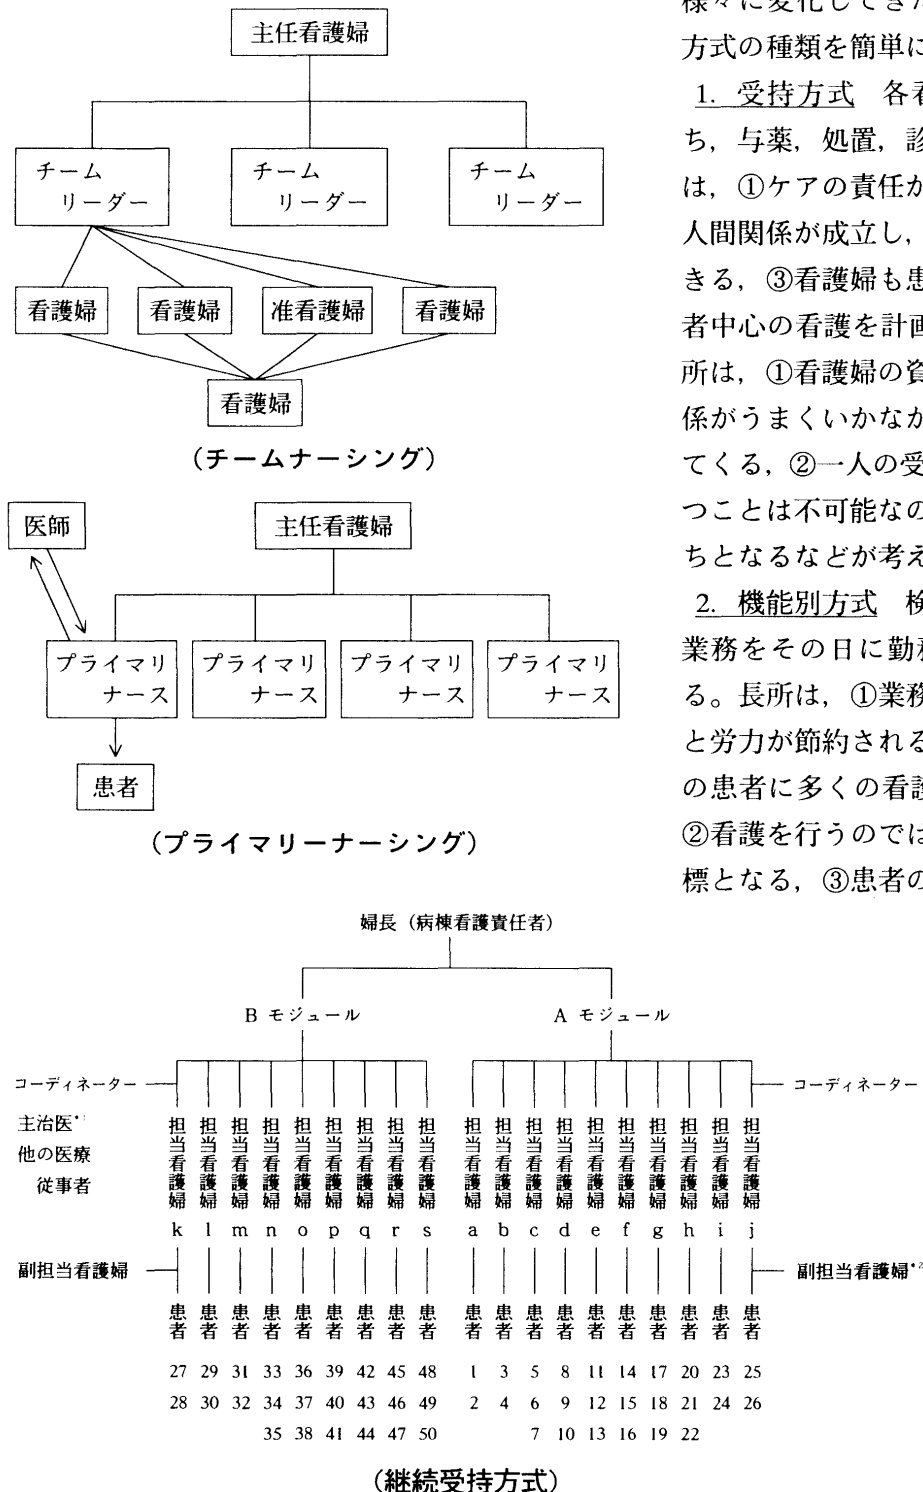 主任看護婦
チーム
リーダー
チーム
リーダー
チーム
リーダー
看護婦
看護婦
准看護婦
看護婦
看護婦
(チームナーシング)
医師
主任看護婦
プライマリ
ナース
プライマリ
ナース
プライマリ
ナース
プライマリ
ナース
患者
(プライマリーナーシング)
方式の種類を簡単に
1. 受持方式 各看
ち,与薬,処置,診
は,①ケアの責任か
人間関係が成立し,
きる,③看護婦も患
者中心の看護を計画
所は,①看護婦の資
係がうまくいかなか
てくる,②一人の受
つことは不可能なの
ちとなるなどが考え
2. 機能別方式 検
業務をその日に勤務
る。長所は,①業務
と労力が節約される
の患者に多くの看護
②看護を行うのでは
標となる,③患者の
婦長(病棟看護責任者)
B モジュール A モジュール
コーディネーター コーディネーター
主治医*1
他の医療
従事者
担当看護婦 担当看護婦 担当看護婦 担当看護婦 担当看護婦 担当看護婦 担当看護婦 担当看護婦 担当看護婦 担当看護婦 担当看護婦 担当看護婦 担当看護婦 担当看護婦 担当看護婦 担当看護婦 担当看護婦 担当看護婦 担当看護婦
k l m n o p q r s a b c d e f g h i j
副担当看護婦 副担当看護婦*2
患者 患者 患者 患者 患者 患者 患者 患者 患者 患者 患者 患者 患者 患者 患者 患者 患者 患者 患者
27 29 31 33 36 39 42 45 48 1 3 5 8 11 14 17 20 23 25
28 30 32 34 37 40 43 46 49 2 4 6 9 12 15 18 21 24 26
35 38 41 44 47 50 7 10 13 16 19 22
(継続受持方式)